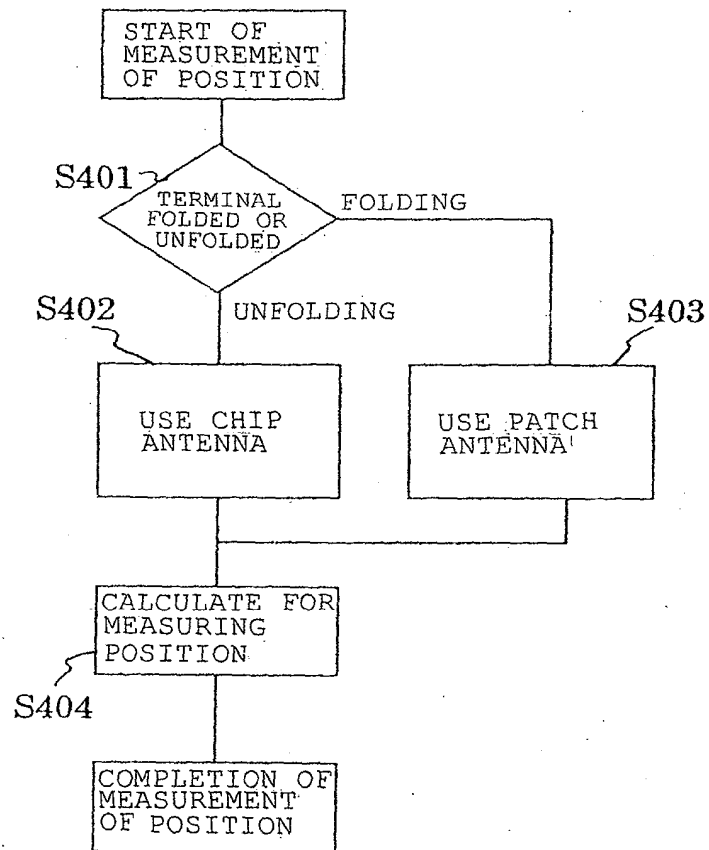 START OF
MEASUREMENT
OF POSITION
S401
TERMINAL
FOLDED OR
UNFOLDED
FOLDING
S402
UNFOLDING
S403
USE CHIP
ANTENNA
USE PATCH
ANTENNA
CALCULATE FOR
MEASURING
POSITION
S404
COMPLETION OF
MEASUREMENT
OF POSITION